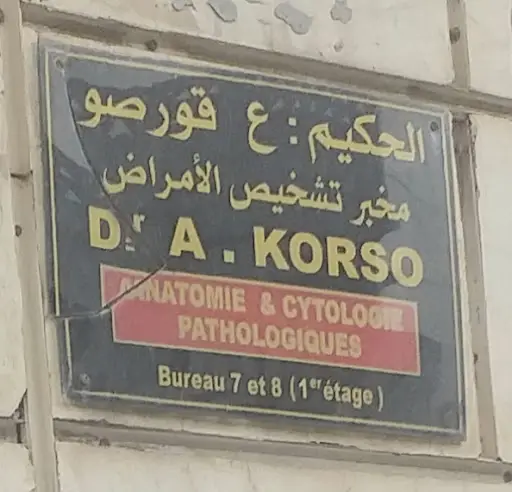 الحكيم : ع قورصو
مخبر تشخيص الأمراض
Dr A . KORSO
ANATOMIE & CYTOLOGIE
PATHOLOGIQUES
Bureau 7 et 8 (1er étage)